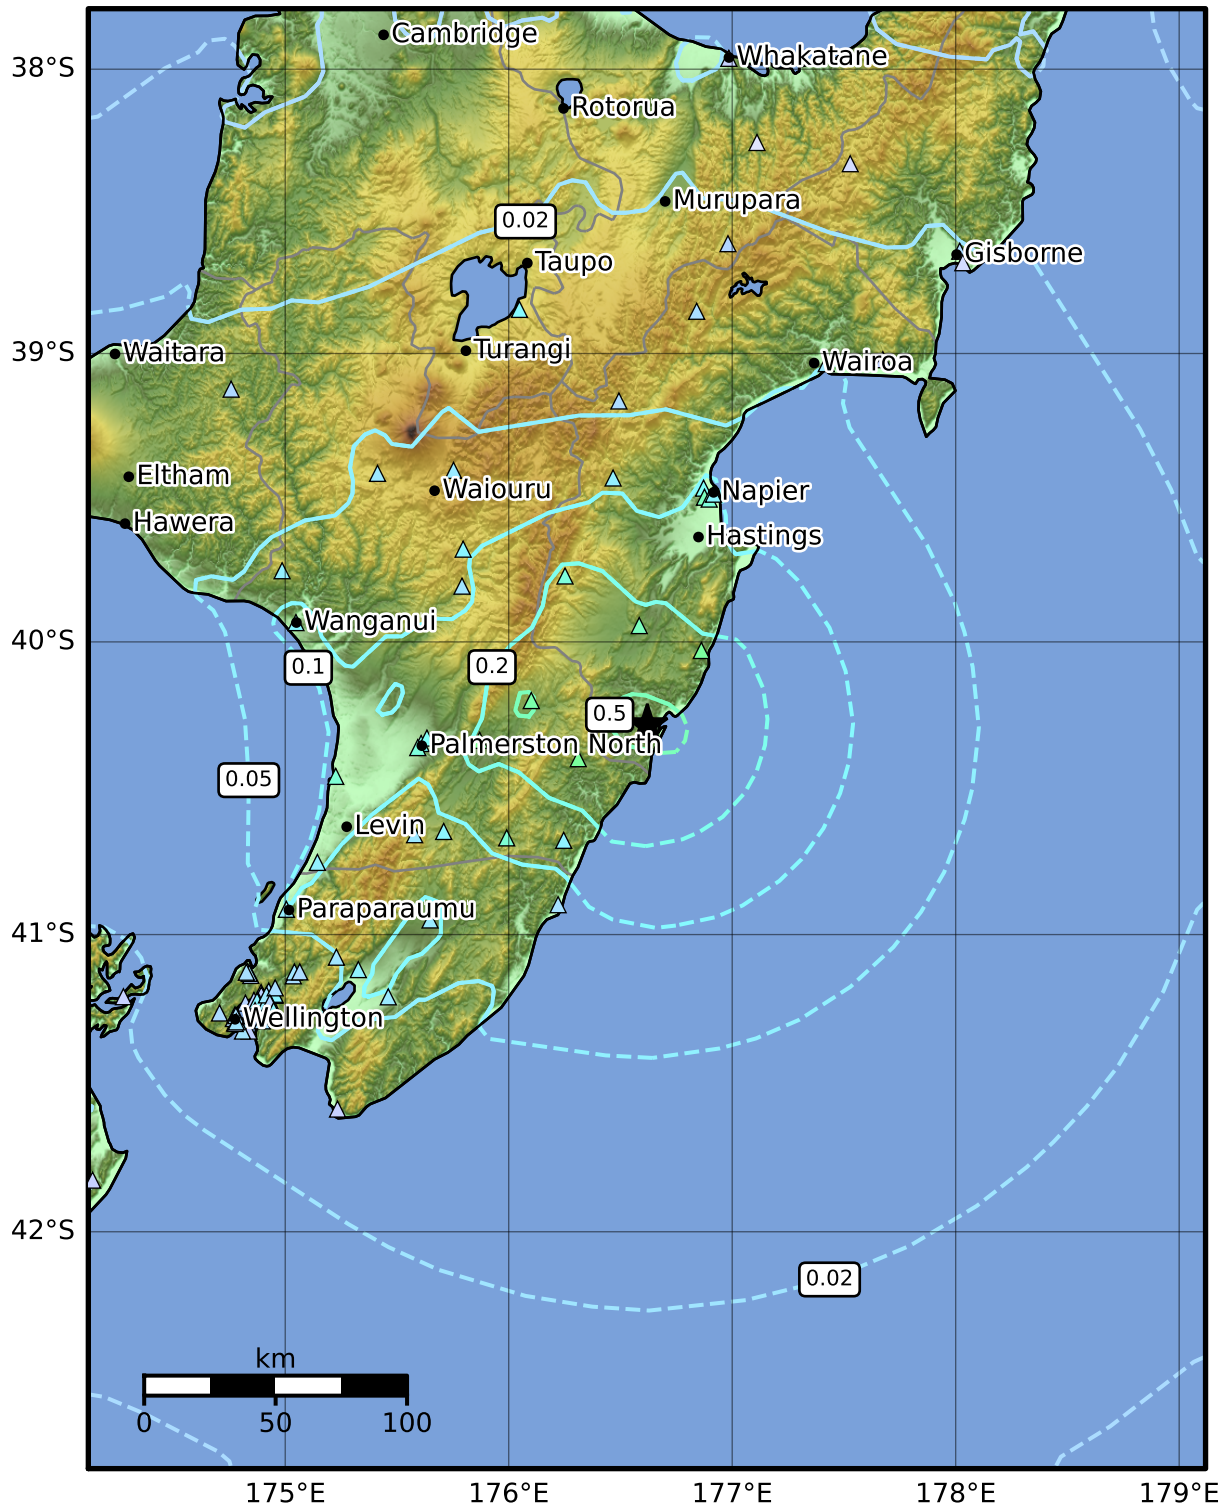 Cambridge
Whakatane
38°S
Rotorua
Murupara
0.02
Gisborne
Taupo
Turangi
39°S
Waitara
Wairoa
Eltham
Waiouru
Napier
Hawera
Hastings
Wanganui
40°S
0.1
0.2
0.5
Palmerston North
0.05
Levin
Paraparaumu
41°S
Wellington
42°S
0.02
km
0 50 100
175°E 176°E 177°E 178°E 179°E